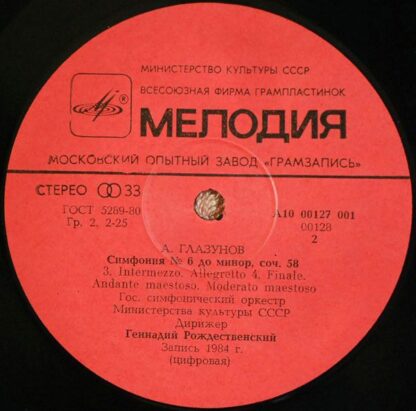 МИНИСТЕРСТВО КУЛЬТУРЫ СССР
ВСЕСОЮЗНАЯ ФИРМА ГРАМПЛАСТИНОК
®
МЕЛОДИЯ
МОСКОВСКИЙ ОПЫТНЫЙ ЗАВОД «ГРАМЗАПИСЬ»
СТЕРЕО 33
ГОСТ 5289-80
Гр. 2, 2-25
А10 00127 001
00128
2
А. ГЛАЗУНОВ
Симфония № 6 до минор, соч. 58
3. Intermezzo. Allegretto 4. Finale.
Andante maestoso. Moderato maestoso
Гос. симфонический оркестр
Министерства культуры СССР
Дирижер
Геннадий Рождественский
Запись 1984 г.
(цифровая)